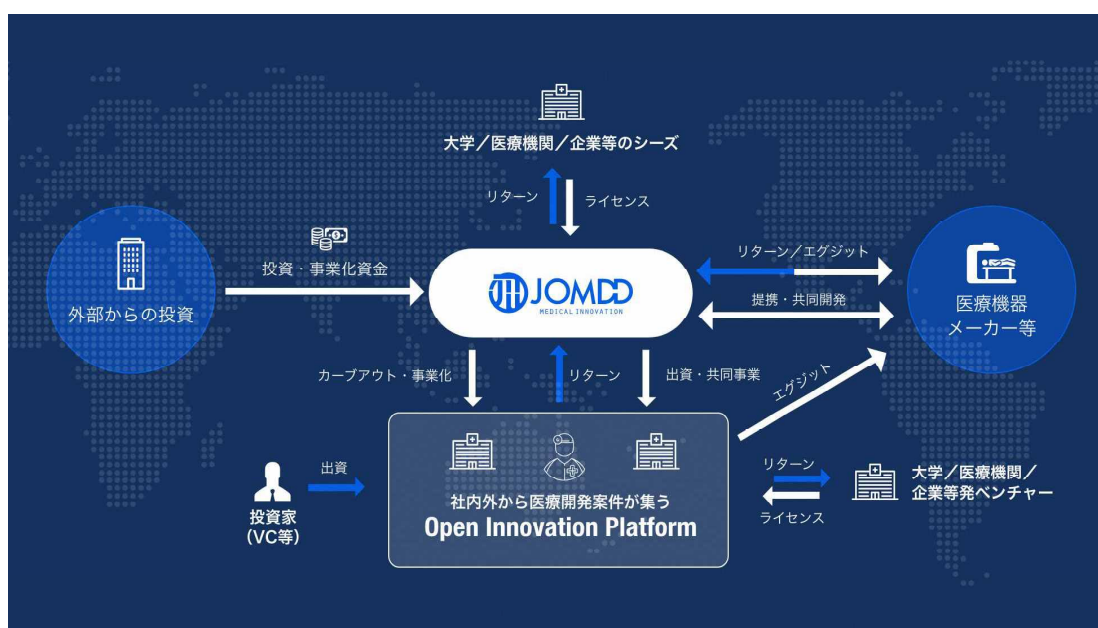 大学／医療機関／企業等のシーズ
リターン
ライセンス
投資・事業化資金
外部からの投資
JOMDD
MEDICAL INNOVATION
リターン／エグジット
提携・共同開発
医療機器
メーカー等
カーブアウト・事業化
リターン
出資・共同事業
エグジット
社内外から医療開発案件が集う
Open Innovation Platform
出資
投資家
（VC等）
リターン
ライセンス
大学／医療機関／
企業等発ベンチャー